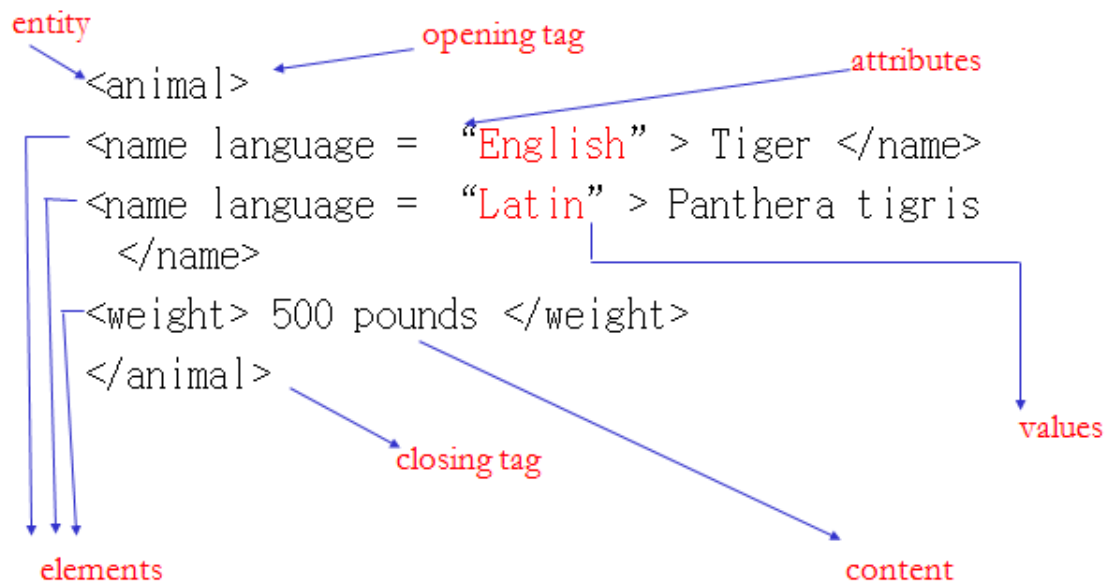 entity
opening tag
attributes
<animal>
<name language = “English” > Tiger </name>
<name language = “Latin” > Panthera tigris
</name>
<weight> 500 pounds </weight>
</animal>
values
closing tag
elements
content